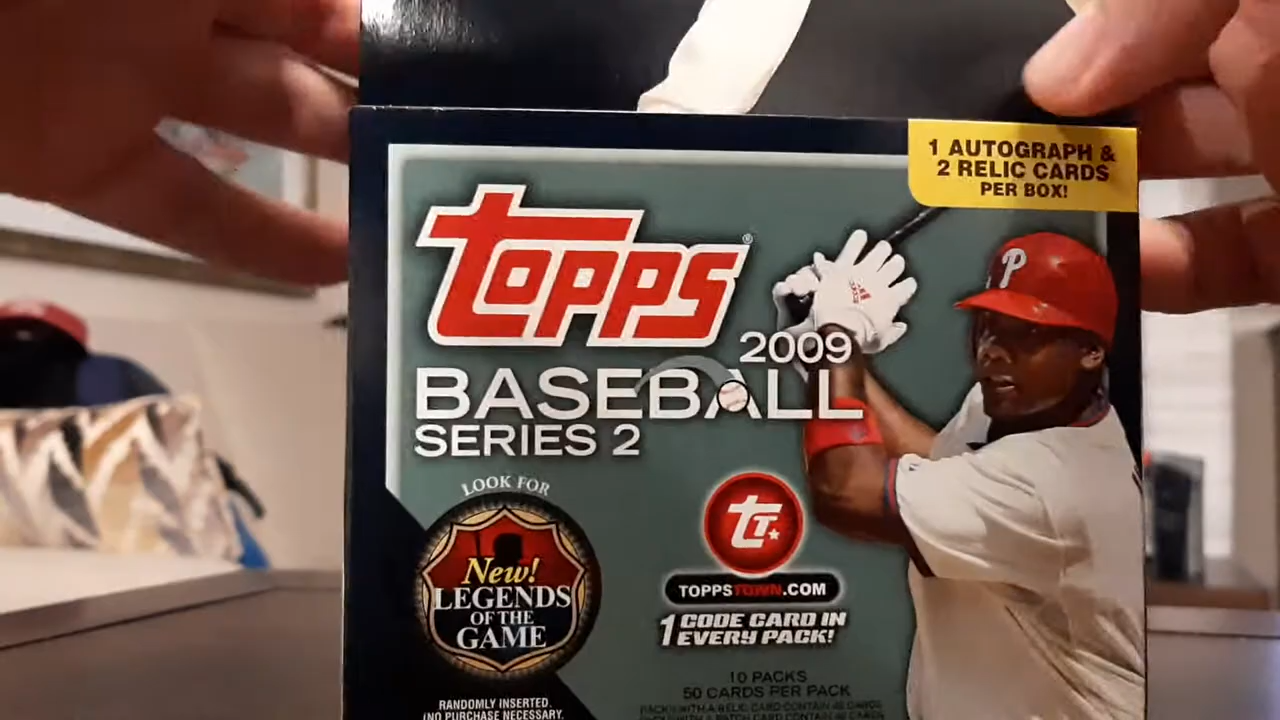 1 AUTOGRAPH &
2 RELIC CARDS
PER BOX!
P
topps®
2009
BASEBALL
SERIES 2
LOOK FOR
New!
LEGENDS
OF THE
GAME
tt
TOPPSTOWN.COM
1 CODE CARD IN
EVERY PACK!
10 PACKS
50 CARDS PER PACK
RANDOMLY INSERTED.
(NO PURCHASE NECESSARY.